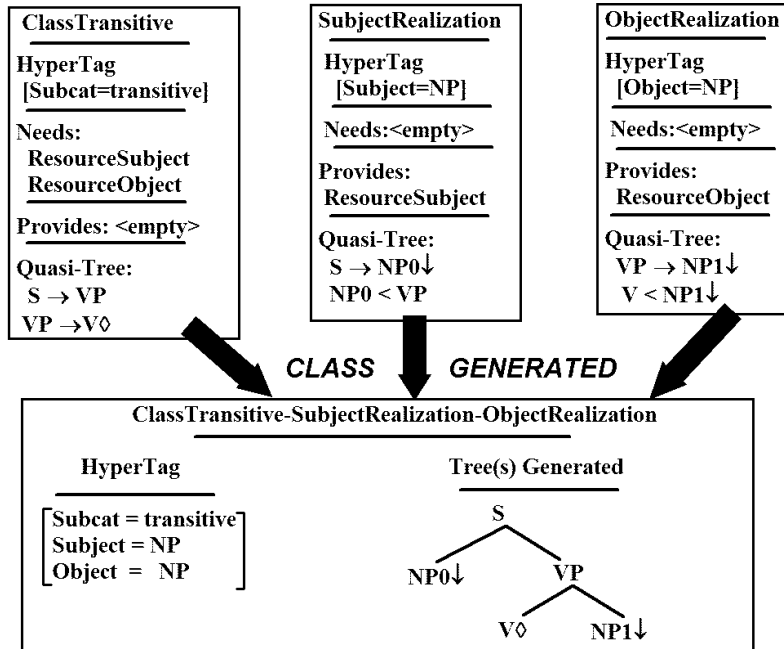 ClassTransitive
HyperTag
[Subcat=transitive]
Needs:
ResourceSubject
ResourceObject
Provides: <empty>
Quasi-Tree:
S → VP
VP →V◊
SubjectRealization
HyperTag
[Subject=NP]
Needs:<empty>
Provides:
ResourceSubject
Quasi-Tree:
S → NP0↓
NP0 < VP
ObjectRealization
HyperTag
[Object=NP]
Needs:<empty>
Provides:
ResourceObject
Quasi-Tree:
VP → NP1↓
V < NP1↓
CLASS GENERATED
ClassTransitive-SubjectRealization-ObjectRealization
HyperTag
Subcat = transitive
Subject = NP
Object = NP
Tree(s) Generated
S
NP0↓ VP
V◊ NP1↓